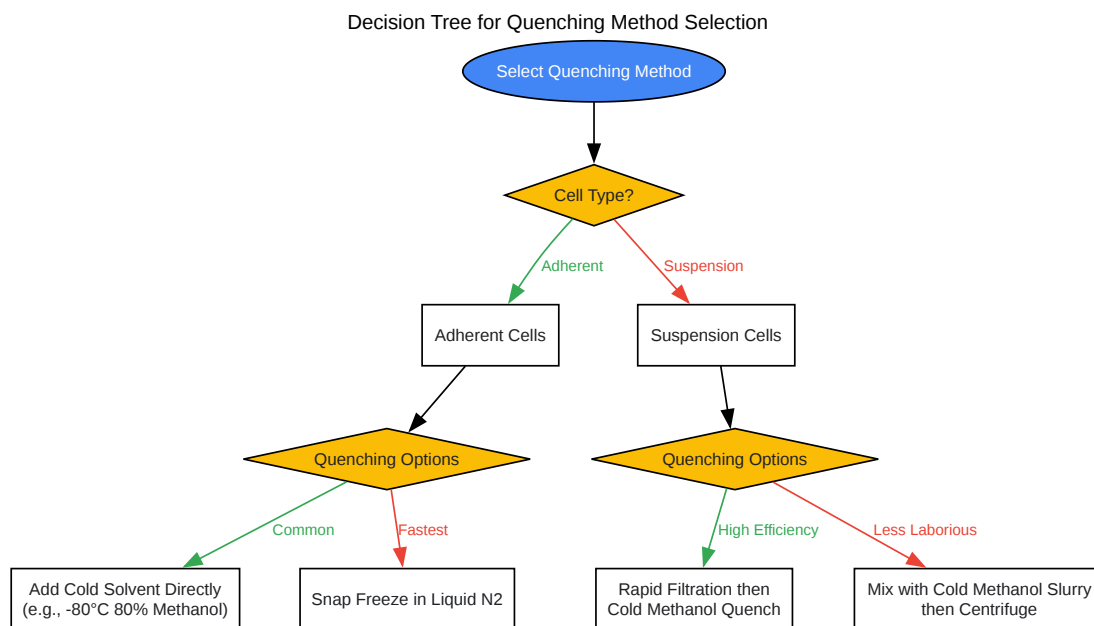 Decision Tree for Quenching Method Selection
Select Quenching Method
Cell Type?
Adherent
Suspension
Adherent Cells
Suspension Cells
Quenching Options
Quenching Options
Common
Fastest
High Efficiency
Less Laborious
Add Cold Solvent Directly
(e.g., -80°C 80% Methanol)
Snap Freeze in Liquid N2
Rapid Filtration then
Cold Methanol Quench
Mix with Cold Methanol Slurry
then Centrifuge